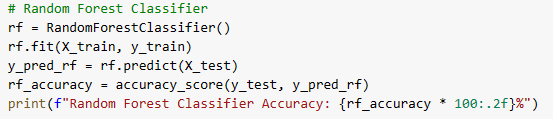 # Random Forest Classifier
rf = RandomForestClassifier()
rf.fit(X_train, y_train)
y_pred_rf = rf.predict(X_test)
rf_accuracy = accuracy_score(y_test, y_pred_rf)
print(f"Random Forest Classifier Accuracy: {rf_accuracy * 100:.2f}%")